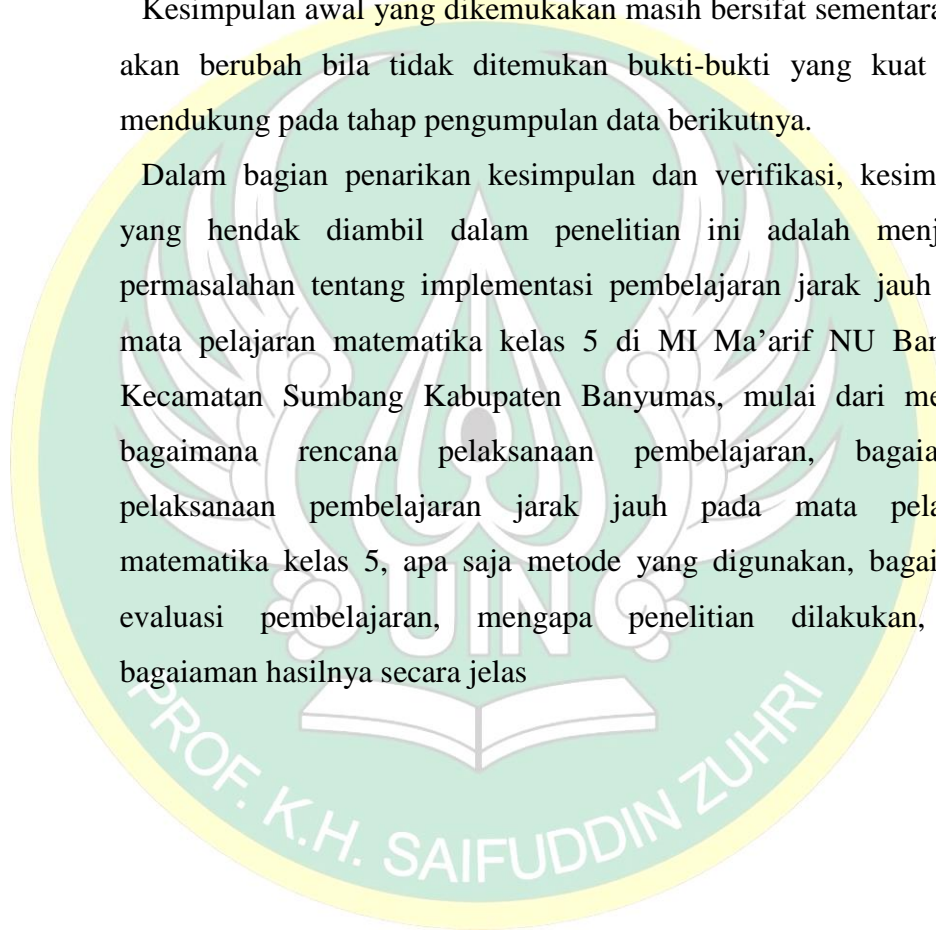 Kesimpulan awal yang dikemukakan masih bersifat sementara
akan berubah bila tidak ditemukan bukti-bukti yang kuat
mendukung pada tahap pengumpulan data berikutnya.
Dalam bagian penarikan kesimpulan dan verifikasi, kesim
yang hendak diambil dalam penelitian ini adalah menj
permasalahan tentang implementasi pembelajaran jarak jauh
mata pelajaran matematika kelas 5 di MI Ma’arif NU Ban
Kecamatan Sumbang Kabupaten Banyumas, mulai dari me
bagaimana rencana pelaksanaan pembelajaran, bagaia
pelaksanaan pembelajaran jarak jauh pada mata pela
matematika kelas 5, apa saja metode yang digunakan, bagai
evaluasi pembelajaran, mengapa penelitian dilakukan,
bagaiaman hasilnya secara jelas
UIN
PROF. K.H. SAIFUDDIN ZUHRI